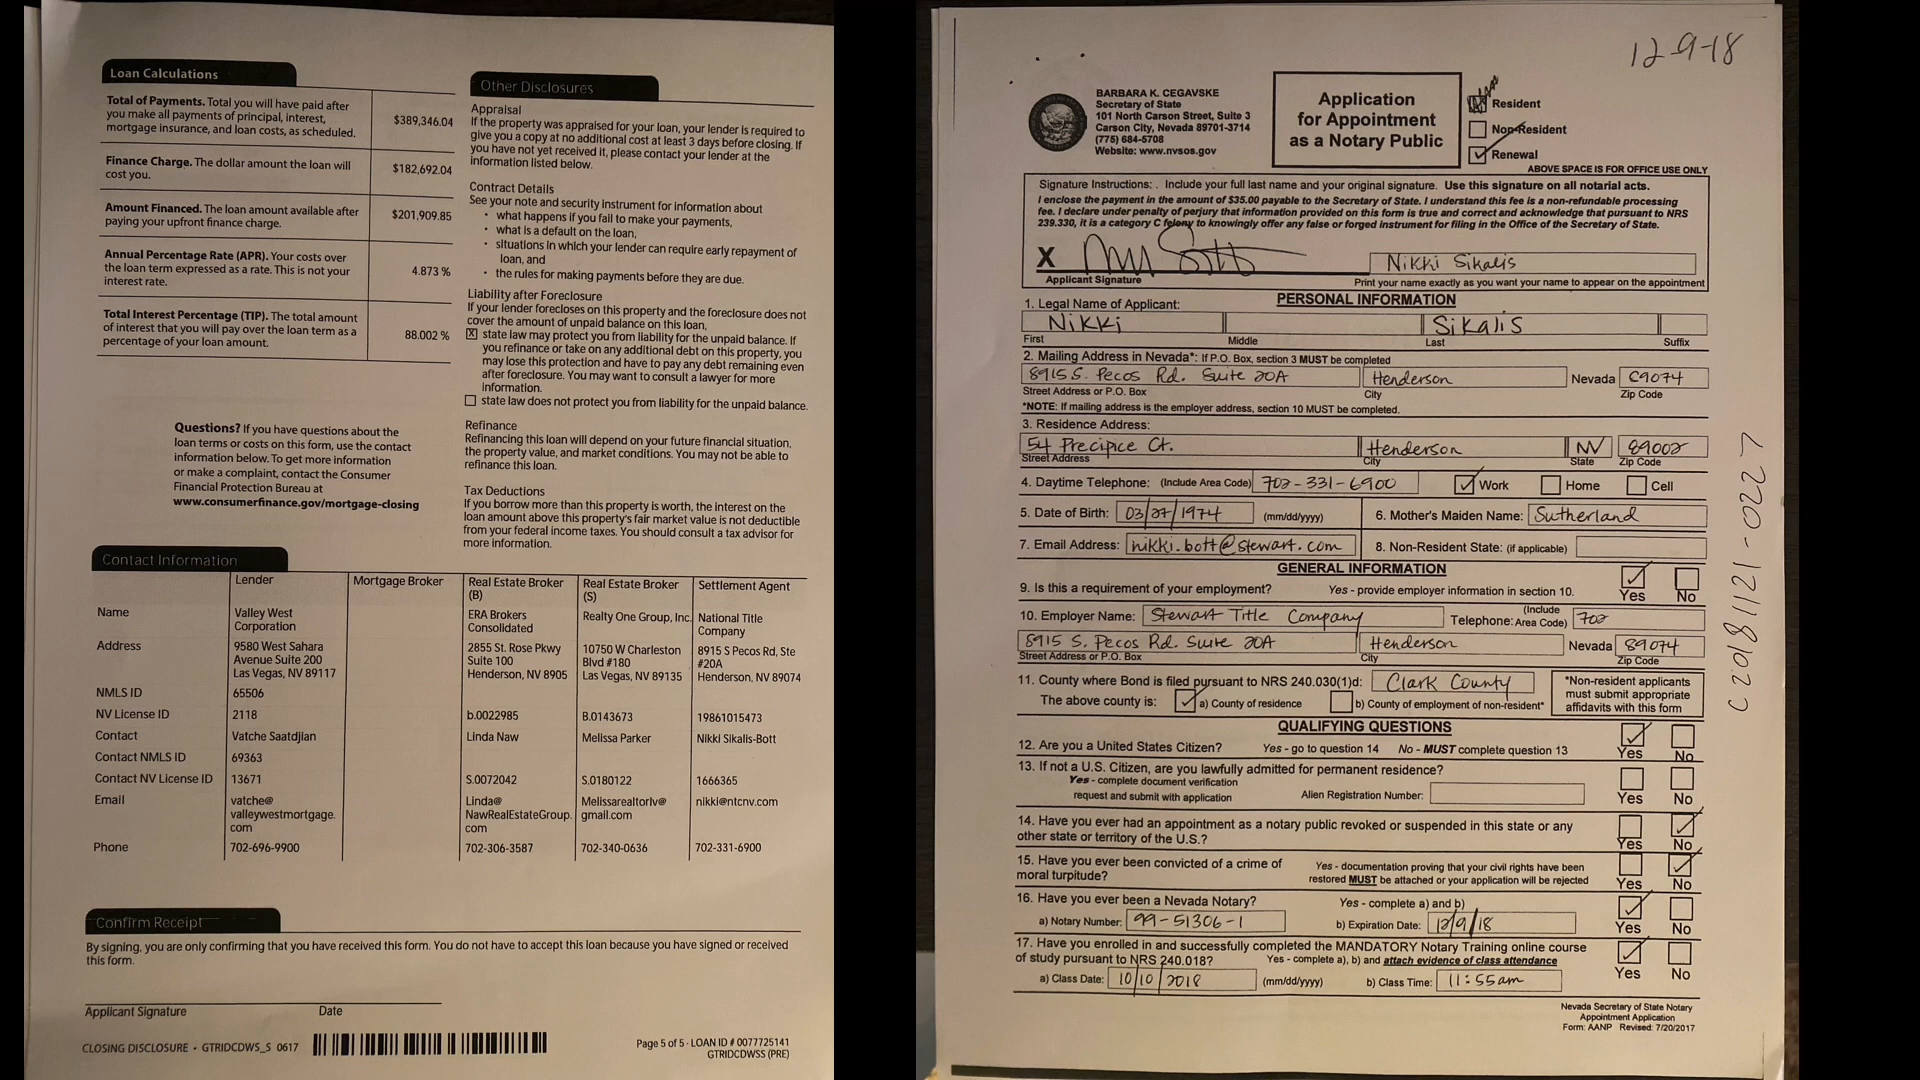 Loan Calculations
Total of Payments. Total you will have paid after
you make all payments of principal, interest,
mortgage insurance, and loan costs, as scheduled.
$389,346.04
Finance Charge. The dollar amount the loan will
cost you.
$182,692.04
Amount Financed. The loan amount available after
paying your upfront finance charge.
$201,909.85
Annual Percentage Rate (APR). Your costs over
the loan term expressed as a rate. This is not your
interest rate.
4.873 %
Total Interest Percentage (TIP). The total amount
of interest that you will pay over the loan term as a
percentage of your loan amount.
88.002 %
Questions? If you have questions about the
loan terms or costs on this form, use the contact
information below. To get more information
or make a complaint, contact the Consumer
Financial Protection Bureau at
www.consumerfinance.gov/mortgage-closing
Other Disclosures
Appraisal
If the property was appraised for your loan, your lender is required to
give you a copy at no additional cost at least 3 days before closing. If
you have not yet received it, please contact your lender at the
information listed below.
Contract Details
See your note and security instrument for information about
• what happens if you fail to make your payments,
• what is a default on the loan,
• situations in which your lender can require early repayment of
loan, and
• the rules for making payments before they are due.
Liability after Foreclosure
If your lender forecloses on this property and the foreclosure does not
cover the amount of unpaid balance on this loan,
[X] state law may protect you from liability for the unpaid balance. If
you refinance or take on any additional debt on this property, you
may lose this protection and have to pay any debt remaining even
after foreclosure. You may want to consult a lawyer for more
information.
state law does not protect you from liability for the unpaid balance.
Refinance
Refinancing this loan will depend on your future financial situation,
the property value, and market conditions. You may not be able to
refinance this loan.
Tax Deductions
If you borrow more than this property is worth, the interest on the
loan amount above this property's fair market value is not deductible
from your federal income taxes. You should consult a tax advisor for
more information.
Contact Information
Lender Mortgage Broker Real Estate Broker (B) Real Estate Broker (S) Settlement Agent
Name Valley West Corporation ERA Brokers Consolidated Realty One Group, Inc. National Title Company
Address 9580 West Sahara Avenue Suite 200 Las Vegas, NV 89117 2855 St. Rose Pkwy Suite 100 Henderson, NV 8905 10750 W Charleston Blvd #180 Las Vegas, NV 89135 8915 S Pecos Rd, Ste #20A Henderson, NV 89074
NMLS ID 65506
NV License ID 2118 b.0022985 B.0143673 19861015473
Contact Vatche Saatdjian Linda Naw Melissa Parker Nikki Sikalis-Bott
Contact NMLS ID 69363
Contact NV License ID 13671 S.0072042 S.0180122 1666365
Email vatche@valleywestmortgage.com Linda@NawRealEstateGroup.com Melissarealtorlv@gmail.com nikki@ntcnv.com
Phone 702-696-9900 702-306-3587 702-340-0636 702-331-6900
Confirm Receipt
By signing, you are only confirming that you have received this form. You do not have to accept this loan because you have signed or received
this form.
Applicant Signature Date
CLOSING DISCLOSURE • GTRIDCDWS_S 0617
Page 5 of 5 · LOAN ID # 0077725141
GTRIDCDWSS (PRE)
12-9-18
BARBARA K. CEGAVSKE
Secretary of State
101 North Carson Street, Suite 3
Carson City, Nevada 89701-3714
(775) 684-5708
Website: www.nvsos.gov
Application
for Appointment
as a Notary Public
Resident
Non-Resident
Renewal
ABOVE SPACE IS FOR OFFICE USE ONLY
Signature Instructions: . Include your full last name and your original signature. Use this signature on all notarial acts.
I enclose the payment in the amount of $35.00 payable to the Secretary of State. I understand this fee is a non-refundable processing
fee. I declare under penalty of perjury that information provided on this form is true and correct and acknowledge that pursuant to NRS
239.330, it is a category C felony to knowingly offer any false or forged instrument for filing in the Office of the Secretary of State.
X Nikki Sikalis
Applicant Signature Print your name exactly as you want your name to appear on the appointment
PERSONAL INFORMATION
1. Legal Name of Applicant:
Nikki Sikalis
First Middle Last Suffix
2. Mailing Address in Nevada*: If P.O. Box, section 3 MUST be completed
8915 S. Pecos Rd. Suite 20A Henderson Nevada 89074
Street Address or P.O. Box City Zip Code
*NOTE: If mailing address is the employer address, section 10 MUST be completed.
3. Residence Address:
54 Precipice Ct. Henderson NV 89002
Street Address City State Zip Code
4. Daytime Telephone: (Include Area Code) 702-331-6900 Work Home Cell
5. Date of Birth: 03/27/1974 (mm/dd/yyyy) 6. Mother's Maiden Name: Sutherland
7. Email Address: nikki.bott@stewart.com 8. Non-Resident State: (if applicable)
GENERAL INFORMATION
9. Is this a requirement of your employment? Yes - provide employer information in section 10. Yes No
10. Employer Name: Stewart Title Company Telephone: (Include Area Code) 702
8915 S. Pecos Rd. Suite 20A Henderson Nevada 89074
Street Address or P.O. Box City Zip Code
11. County where Bond is filed pursuant to NRS 240.030(1)d: Clark County
The above county is: a) County of residence b) County of employment of non-resident*
*Non-resident applicants
must submit appropriate
affidavits with this form
QUALIFYING QUESTIONS
12. Are you a United States Citizen? Yes - go to question 14 No - MUST complete question 13 Yes No
13. If not a U.S. Citizen, are you lawfully admitted for permanent residence?
Yes - complete document verification
request and submit with application Alien Registration Number: Yes No
14. Have you ever had an appointment as a notary public revoked or suspended in this state or any
other state or territory of the U.S.? Yes No
15. Have you ever been convicted of a crime of
moral turpitude?
Yes - documentation proving that your civil rights have been
restored MUST be attached or your application will be rejected Yes No
16. Have you ever been a Nevada Notary? Yes - complete a) and b)
a) Notary Number: 99-51306-1 b) Expiration Date: 12/9/18 Yes No
17. Have you enrolled in and successfully completed the MANDATORY Notary Training online course
of study pursuant to NRS 240.018? Yes - complete a), b) and attach evidence of class attendance
a) Class Date: 10/10/2018 (mm/dd/yyyy) b) Class Time: 11:55am Yes No
Nevada Secretary of State Notary
Appointment Application
Form: AANP Revised: 7/20/2017
C20181121-0227